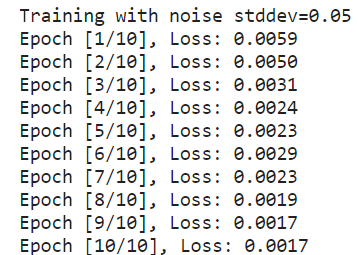 Training with noise stddev=0.05
Epoch [1/10], Loss: 0.0059
Epoch [2/10], Loss: 0.0050
Epoch [3/10], Loss: 0.0031
Epoch [4/10], Loss: 0.0024
Epoch [5/10], Loss: 0.0023
Epoch [6/10], Loss: 0.0029
Epoch [7/10], Loss: 0.0023
Epoch [8/10], Loss: 0.0019
Epoch [9/10], Loss: 0.0017
Epoch [10/10], Loss: 0.0017